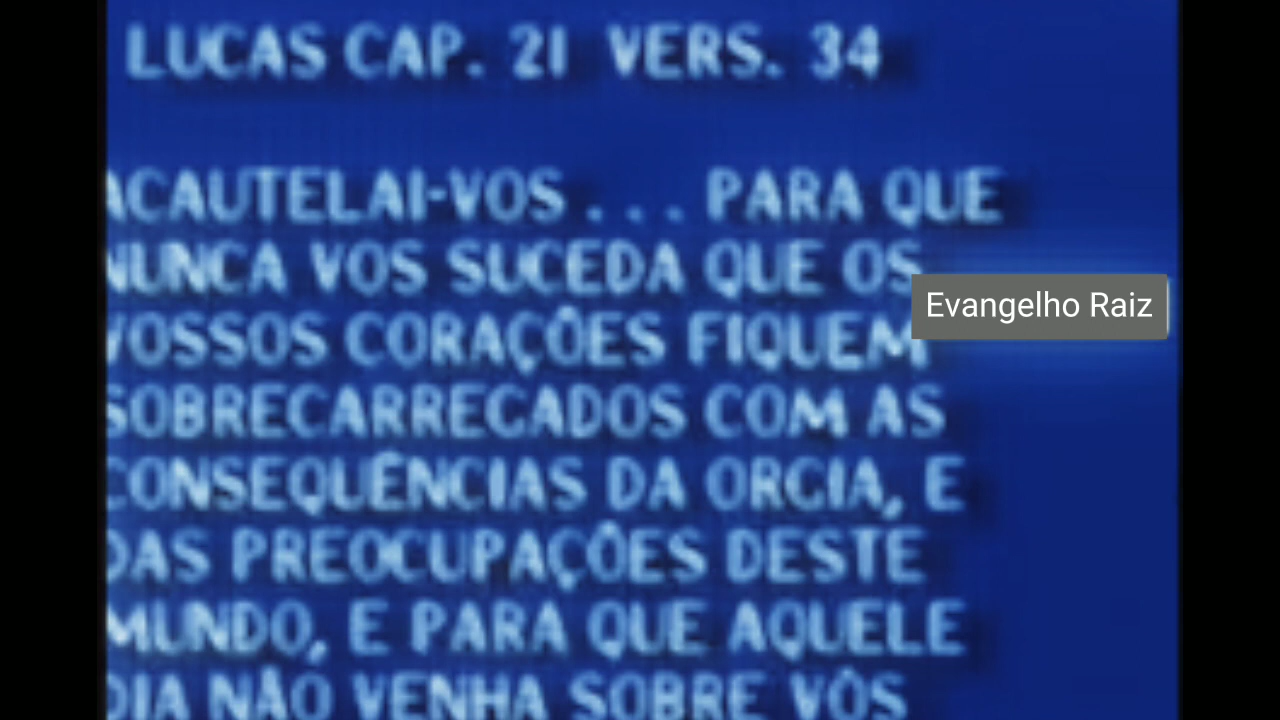 LUCAS CAP. 21 VERS. 34
ACAUTELAI-VOS . . . PARA QUE
NUNCA VOS SUCEDA QUE OS
Evangelho Raiz
VOSSOS CORAÇÕES FIQUEM
SOBRECARREGADOS COM AS
CONSEQUÊNCIAS DA ORGIA, E
DAS PREOCUPAÇÕES DESTE
MUNDO, E PARA QUE AQUELE
DIA NÃO VENHA SOBRE VÓS